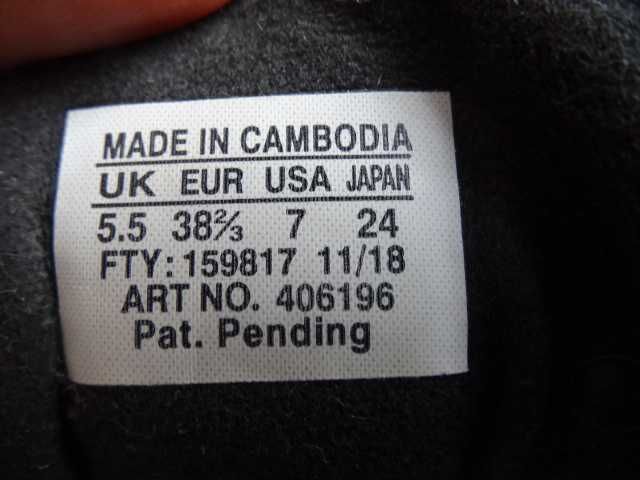 MADE IN CAMBODIA
UK EUR USA JAPAN
5.5 38⅔ 7 24
FTY: 159817 11/18
ART NO. 406196
Pat. Pending